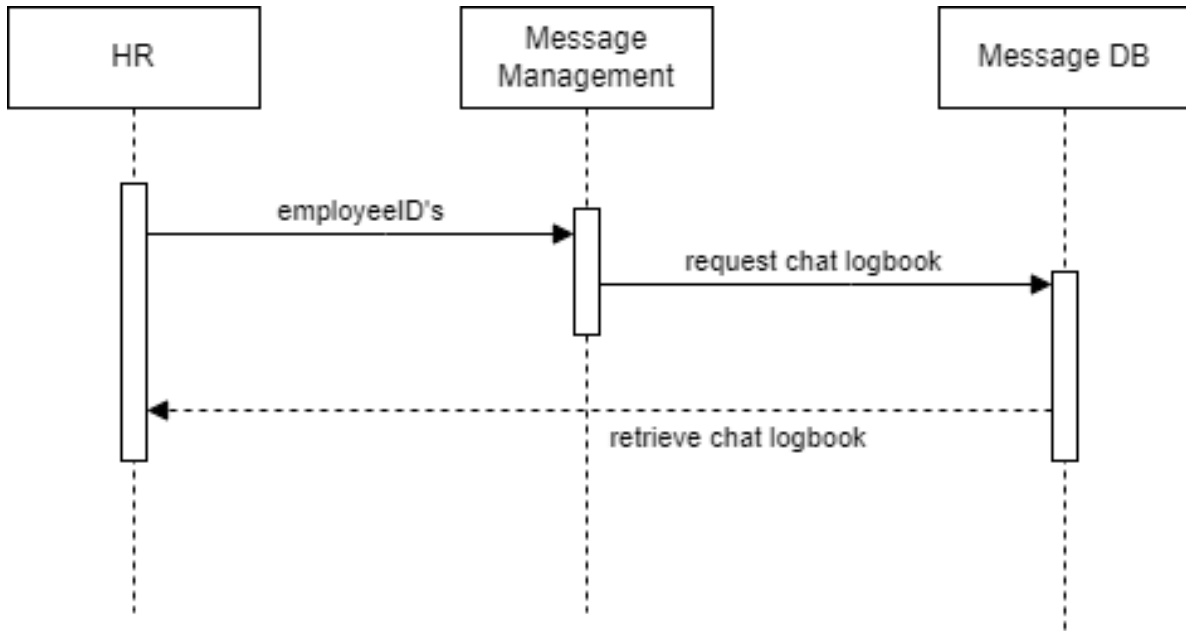 HR
Message
Management
Message DB
employeeID's
request chat logbook
retrieve chat logbook